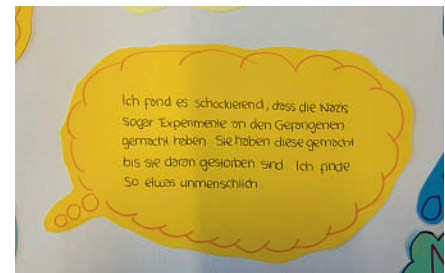 Ich fand es schockierend, dass die Nazis
sogar Experimente an den Gefangenen
gemacht haben. Sie haben diese gemacht
bis sie daran gestorben sind. Ich finde
so etwas unmenschlich